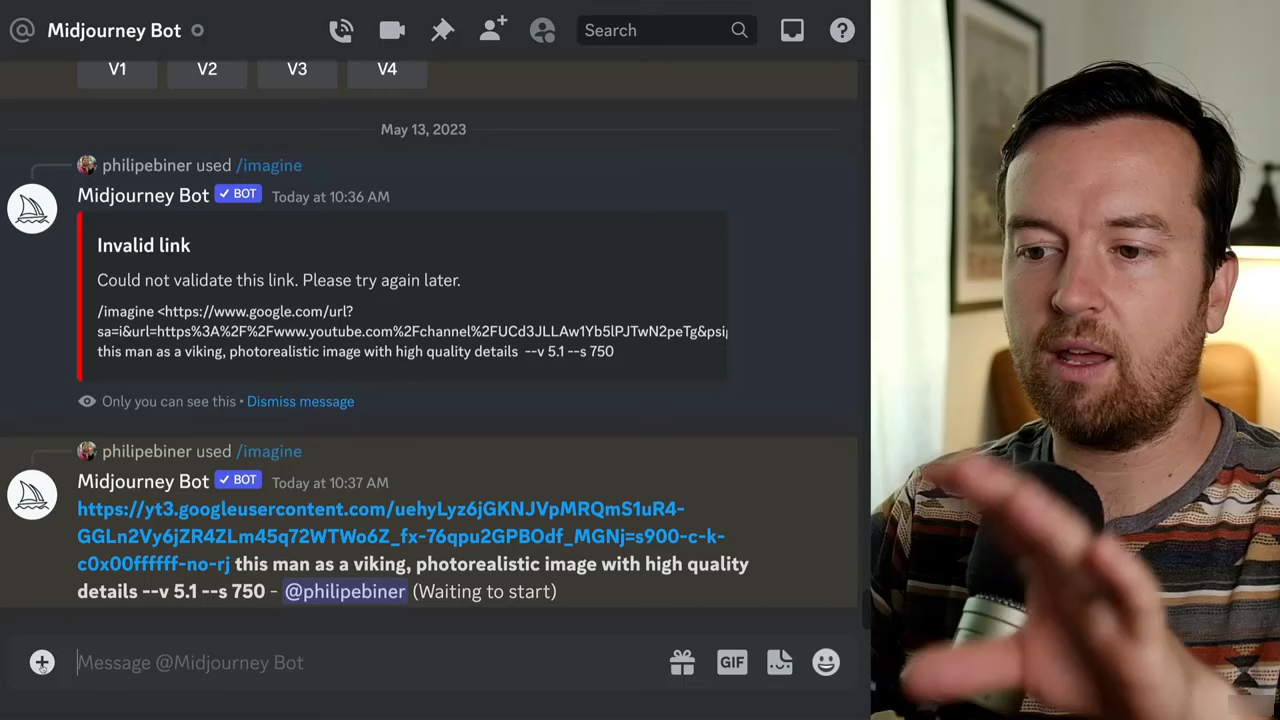 Midjourney Bot
Search
V1 V2 V3 V4
May 13, 2023
philipebiner used /imagine
Midjourney Bot ✓ BOT Today at 10:36 AM
Invalid link
Could not validate this link. Please try again later.
/imagine <https://www.google.com/url?
sa=i&url=https%3A%2F%2Fwww.youtube.com%2Fchannel%2FUCd3JLLAw1Yb5lPJTwN2peTg&psig
this man as a viking, photorealistic image with high quality details --v 5.1 --s 750
Only you can see this • Dismiss message
philipebiner used /imagine
Midjourney Bot ✓ BOT Today at 10:37 AM
https://yt3.googleusercontent.com/uehyLyz6jGKNJVpMRQmS1uR4-
GGLn2Vy6jZR4ZLm45q72WTWo6Z_fx-76qpu2GPBOdf_MGNj=s900-c-k-
c0x00ffffff-no-rj this man as a viking, photorealistic image with high quality
details --v 5.1 --s 750 - @philipebiner (Waiting to start)
Message @Midjourney Bot
GIF